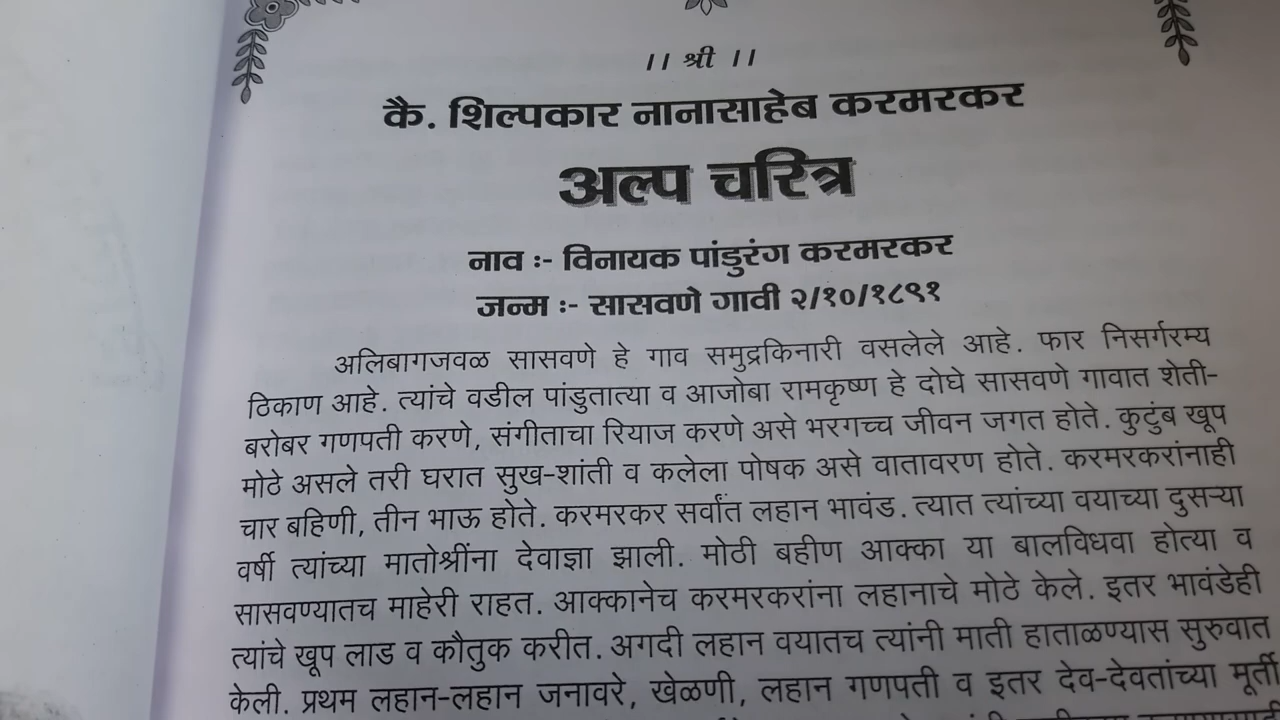 ।। श्री ।।
कै. शिल्पकार नानासाहेब करमरकर
अल्प चरित्र
नाव :- विनायक पांडुरंग करमरकर
जन्म :- सासवणे गावी २/१०/१८९१
अलिबागजवळ सासवणे हे गाव समुद्रकिनारी वसलेले आहे. फार निसर्गरम्य
ठिकाण आहे. त्यांचे वडील पांडुतात्या व आजोबा रामकृष्ण हे दोघे सासवणे गावात शेती-
बरोबर गणपती करणे, संगीताचा रियाज करणे असे भरगच्च जीवन जगत होते. कुटुंब खूप
मोठे असले तरी घरात सुख-शांती व कलेला पोषक असे वातावरण होते. करमरकरांनाही
चार बहिणी, तीन भाऊ होते. करमरकर सर्वांत लहान भावंड. त्यात त्यांच्या वयाच्या दुसऱ्या
वर्षी त्यांच्या मातोश्रींना देवाज्ञा झाली. मोठी बहीण आक्का या बालविधवा होत्या व
सासवण्यातच माहेरी राहत. आक्कानेच करमरकरांना लहानाचे मोठे केले. इतर भावंडेही
त्यांचे खूप लाड व कौतुक करीत. अगदी लहान वयातच त्यांनी माती हाताळण्यास सुरुवात
केली. प्रथम लहान-लहान जनावरे, खेळणी, लहान गणपती व इतर देव-देवतांच्या मूर्ती